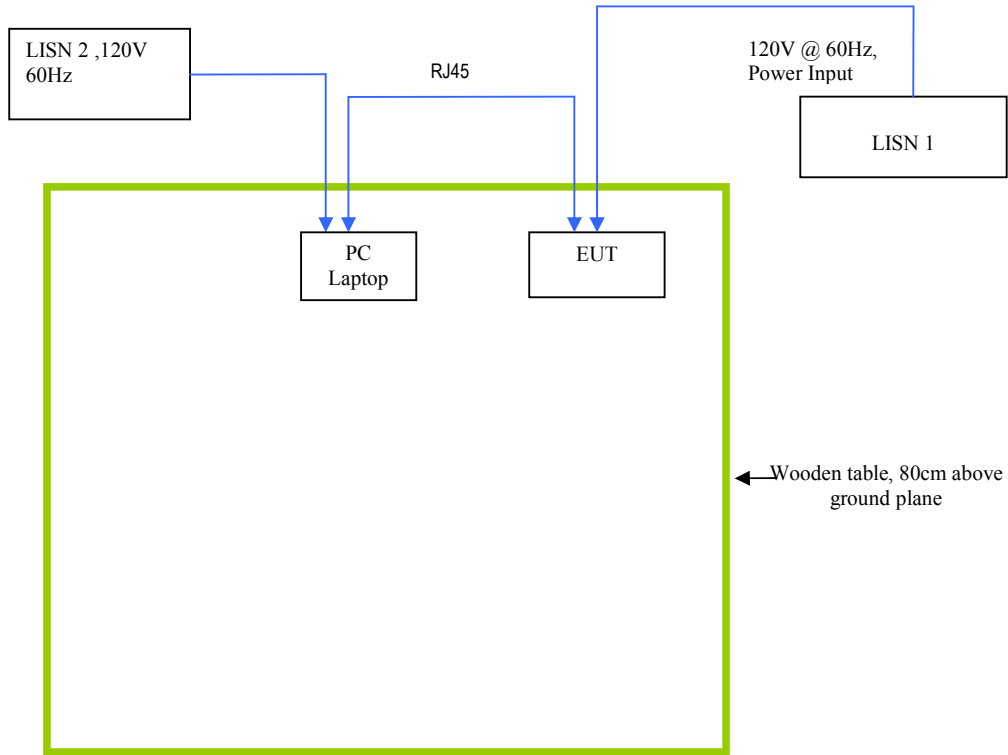 LISN 2 ,120V
60Hz
RJ45
120V @ 60Hz,
Power Input
LISN 1
PC
Laptop
EUT
Wooden table, 80cm above
ground plane